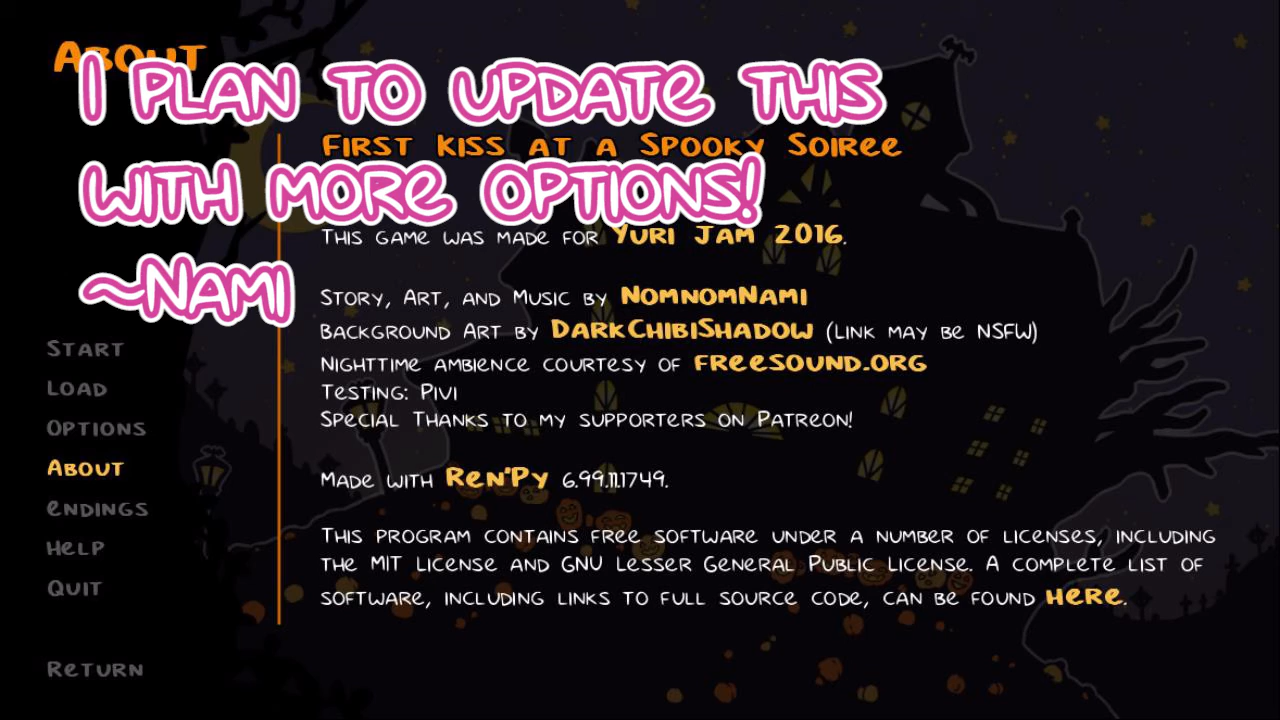 About
I plan to update this
First Kiss at a Spooky Soiree
with more options!
This game was made for Yuri Jam 2016.
~Nami
Story, Art, and Music by NomnomNami
Background Art by DarkChibiShadow (link may be NSFW)
Nighttime ambience courtesy of freesound.org
Testing: Pivi
Special Thanks to my supporters on Patreon!
Made with Ren'Py 6.99.11.1749.
This program contains free software under a number of licenses, including
the MIT License and GNU Lesser General Public License. A complete list of
software, including links to full source code, can be found here.
Start
Load
Options
About
Endings
Help
Quit
Return